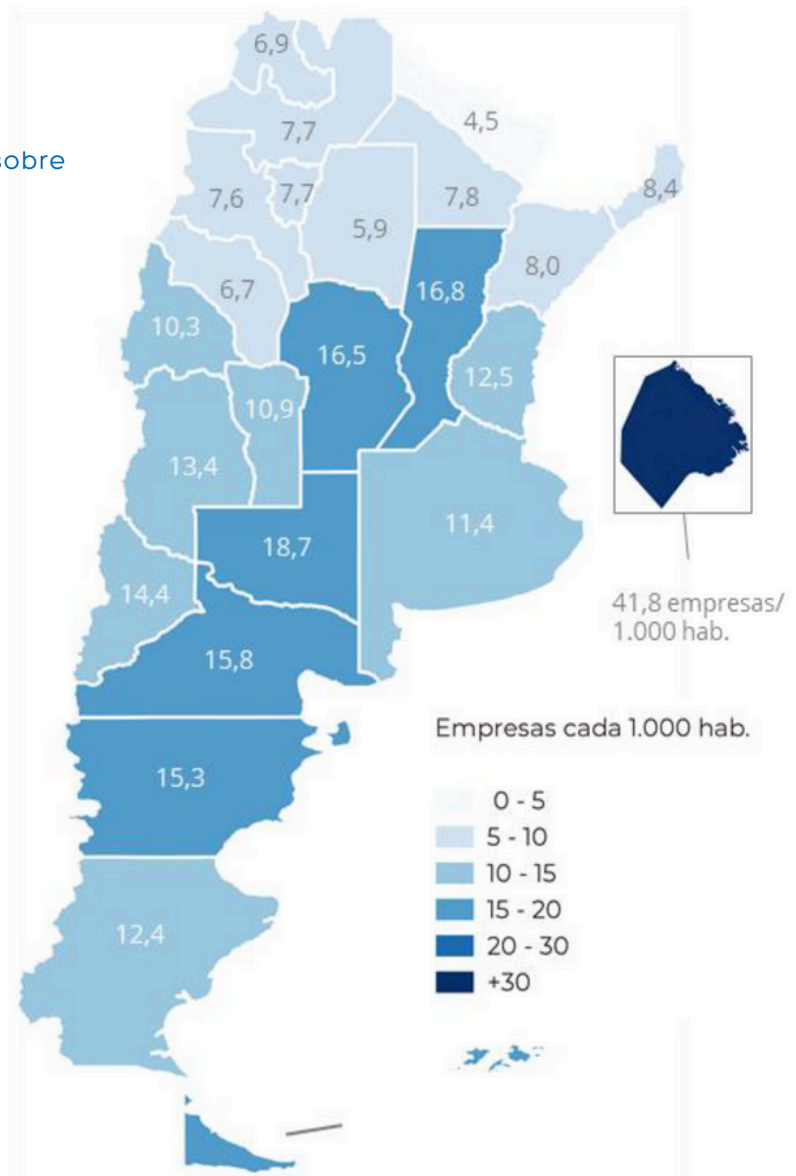 6,9
4,5
sobre
7,7
8,4
7,6
7,7
7,8
5,9
8,0
6,7
16,8
10,3
16,5
12,5
10,9
13,4
11,4
18,7
14,4
41,8 empresas/
1.000 hab.
15,8
Empresas cada 1.000 hab.
15,3
0 - 5
5 - 10
10 - 15
15 - 20
12,4
20 - 30
+30